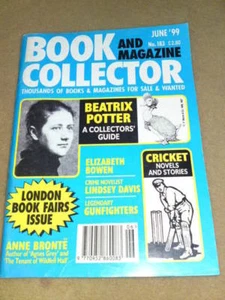 JUNE '99
No. 183 £2.60
BOOK
AND
MAGAZINE
COLLECTOR
THOUSANDS OF BOOKS & MAGAZINES FOR SALE & WANTED
BEATRIX
POTTER
A COLLECTORS'
GUIDE
ELIZABETH
BOWEN
CRIME NOVELIST
LINDSEY DAVIS
LEGENDARY
GUNFIGHTERS
CRICKET
NOVELS
AND STORIES
LONDON
BOOK FAIRS
ISSUE
ANNE BRONTË
Author of 'Agnes Grey' and
'The Tenant of Wildfell Hall'